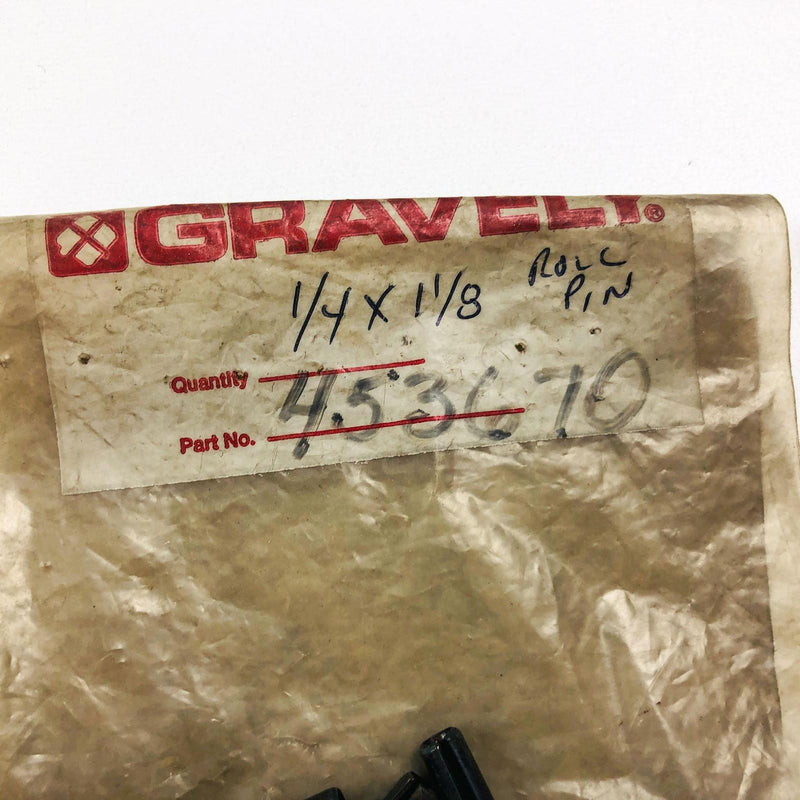 GRAVELY®
1/4 X 1 1/8 ROLL PIN
Quantity
453670
Part No.